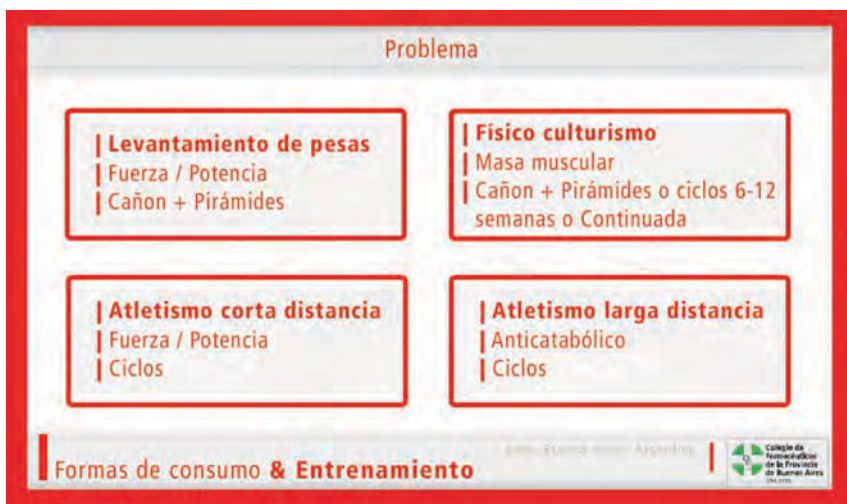 Problema
Levantamiento de pesas
Fuerza / Potencia
Cañon + Pirámides
Físico culturismo
Masa muscular
Cañon + Pirámides o ciclos 6-12
semanas o Continuada
Atletismo corta distancia
Fuerza / Potencia
Ciclos
Atletismo larga distancia
Anticatabólico
Ciclos
Formas de consumo & Entrenamiento
Colegio de
Farmacéuticos
de la Provincia
de Buenos Aires